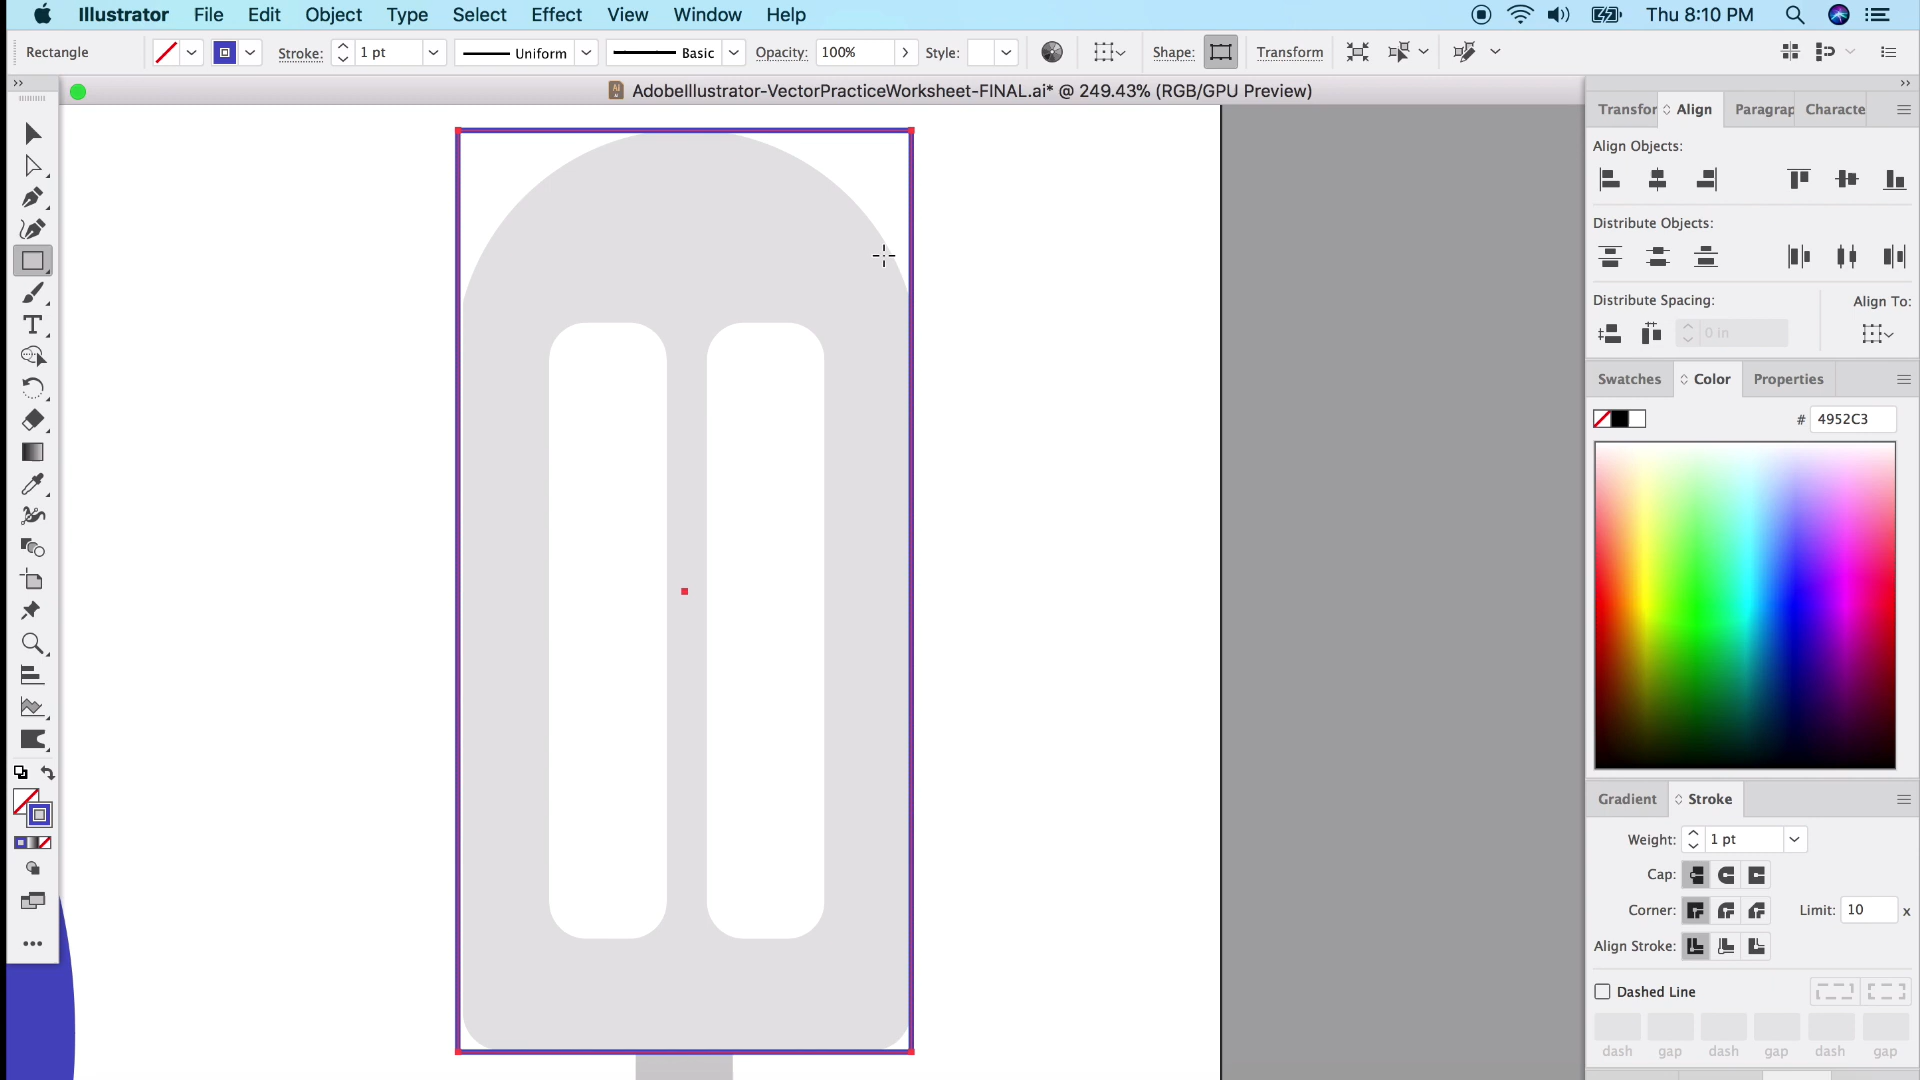 Illustrator File Edit Object Type Select Effect View Window Help Thu 8:10 PM
Rectangle Stroke: 1 pt Uniform Basic Opacity: 100% Style: Shape: Transform
AdobeIllustrator-VectorPracticeWorksheet-FINAL.ai* @ 249.43% (RGB/GPU Preview)
Transfor Align Paragrap Characte
Align Objects:
Distribute Objects:
Distribute Spacing: Align To:
0 in
Swatches Color Properties
# 4952C3
Gradient Stroke
Weight: 1 pt
Cap:
Corner: Limit: 10 x
Align Stroke:
Dashed Line
dash gap dash gap dash gap